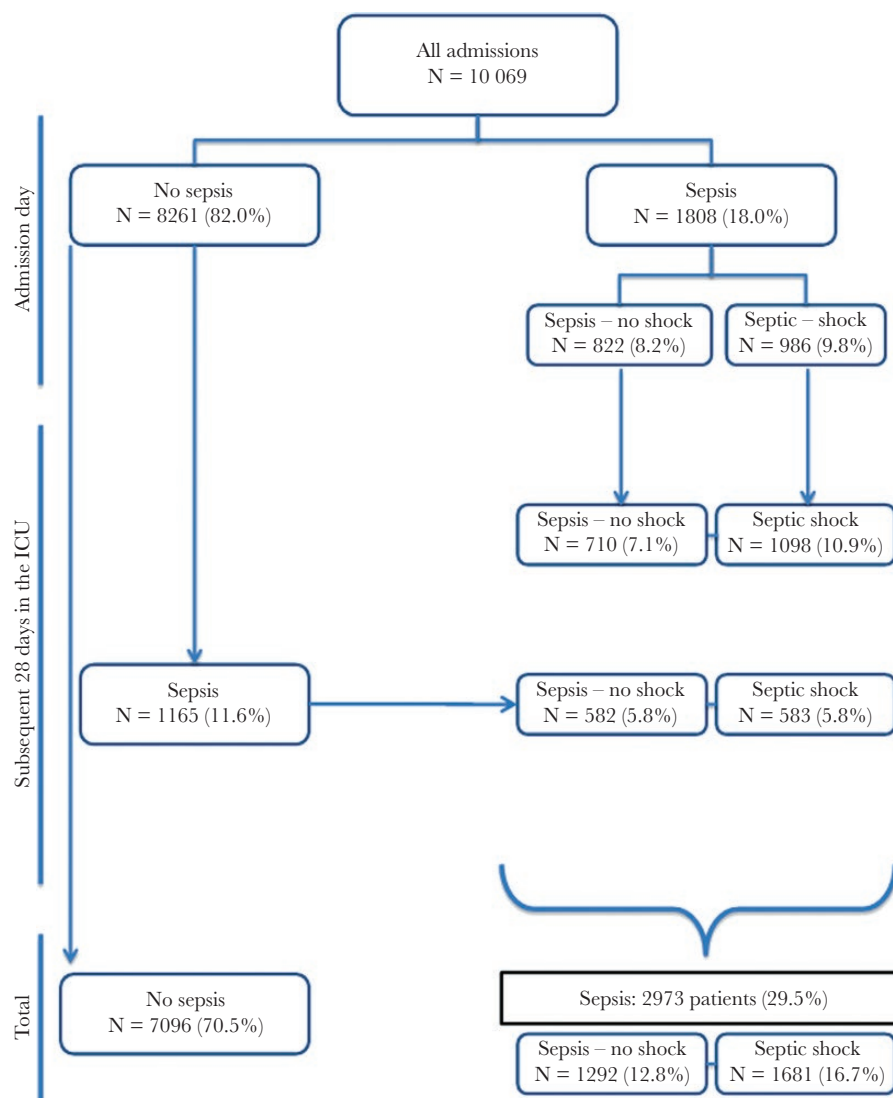 All admissions
N = 10 069
Admission day
No sepsis
N = 8261 (82.0%)
Sepsis
N = 1808 (18.0%)
Sepsis – no shock
N = 822 (8.2%)
Septic – shock
N = 986 (9.8%)
Subsequent 28 days in the ICU
Sepsis – no shock
N = 710 (7.1%)
Septic shock
N = 1098 (10.9%)
Sepsis
N = 1165 (11.6%)
Sepsis – no shock
N = 582 (5.8%)
Septic shock
N = 583 (5.8%)
Total
No sepsis
N = 7096 (70.5%)
Sepsis: 2973 patients (29.5%)
Sepsis – no shock
N = 1292 (12.8%)
Septic shock
N = 1681 (16.7%)